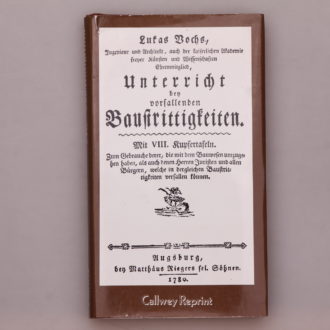 Lukas Vochs,
Ingenieur und Architekt, auch der kaiserlichen Akademie
freyer Künsten und Wissenschaften
Ehrenmitglied,
Unterricht
bey
vorfallenden
Baustrittigkeiten.
Mit VIII. Kupfertafeln.
Zum Gebrauche derer, die mit dem Bauwesen umzuge-
hen haben, als auch denen Herren Juristen und allen
Bürgern, welche in dergleichen Baustrit-
tigkeiten verfallen können.
Augsburg,
bey Matthäus Riegers sel. Söhnen.
1780.
Callwey Reprint